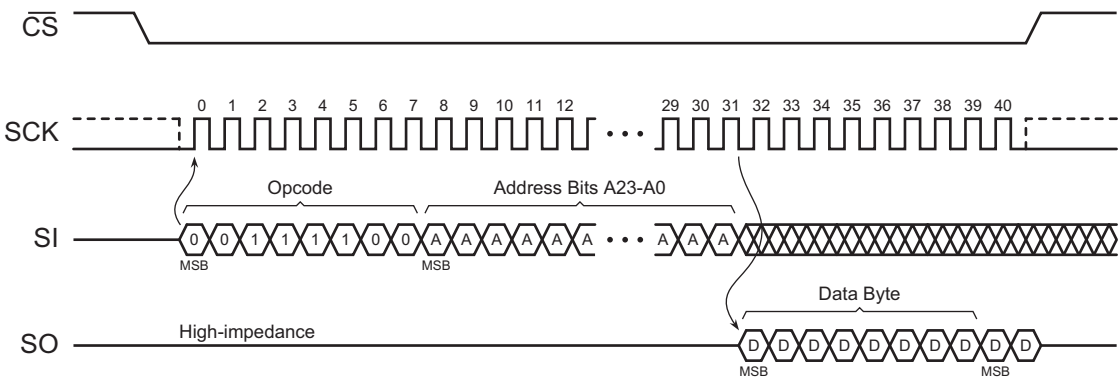 CS
0 1 2 3 4 5 6 7 8 9 10 11 12 29 30 31 32 33 34 35 36 37 38 39 40
SCK
Opcode Address Bits A23-A0
SI 0 0 1 1 1 1 0 0 A A A A A A • • • A A A
MSB MSB
Data Byte
High-impedance
SO D D D D D D D D D D
MSB MSB